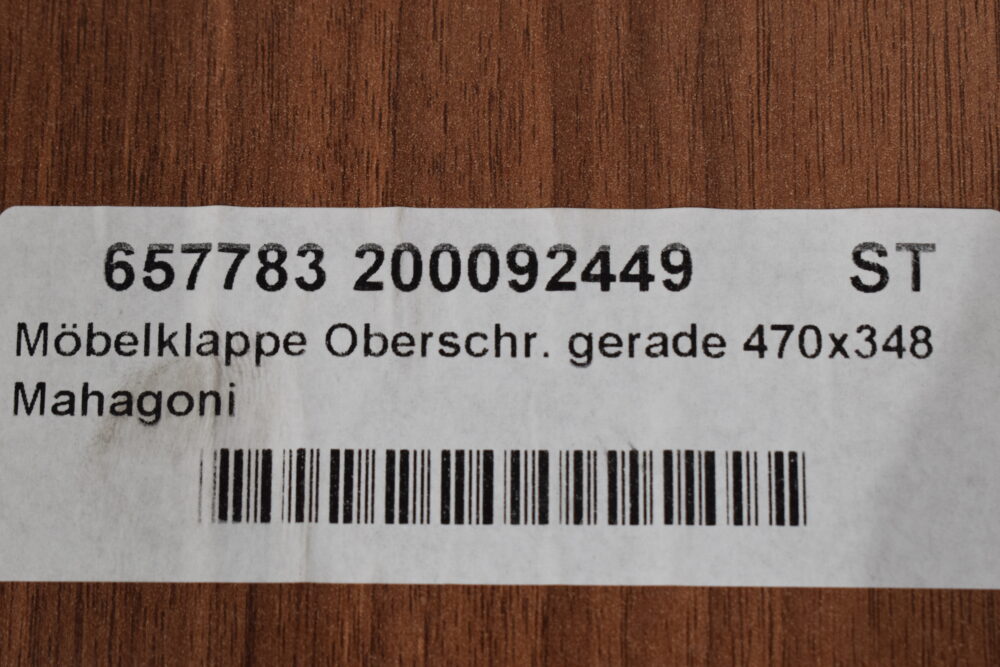 657783 200092449 ST
Möbelklappe Oberschr. gerade 470x348
Mahagoni